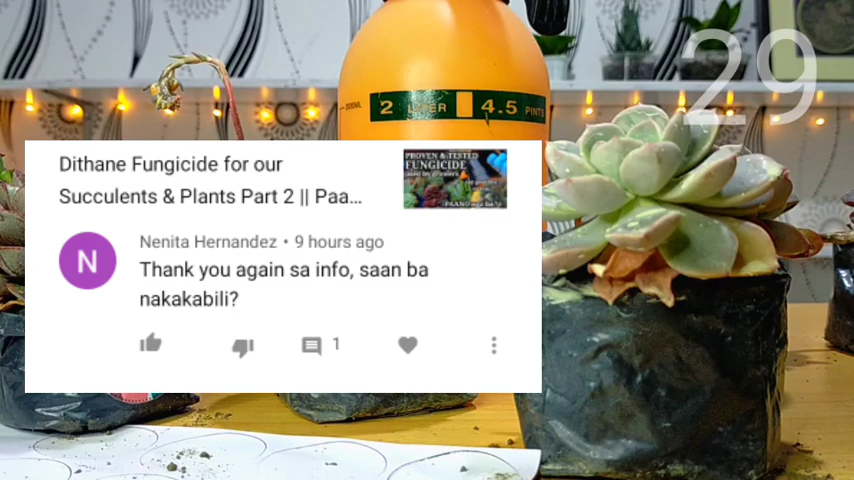 29
2 LITER 4.5 PINTS
Dithane Fungicide for our
Succulents & Plants Part 2 || Paa...
PROVEN & TESTED
FUNGICIDE
Nenita Hernandez • 9 hours ago
Thank you again sa info, saan ba
nakakabili?
1
N